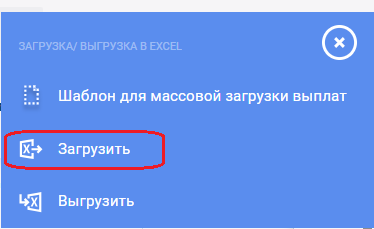 ЗАГРУЗКА/ ВЫГРУЗКА В EXCEL
Шаблон для массовой загрузки выплат
Загрузить
Выгрузить